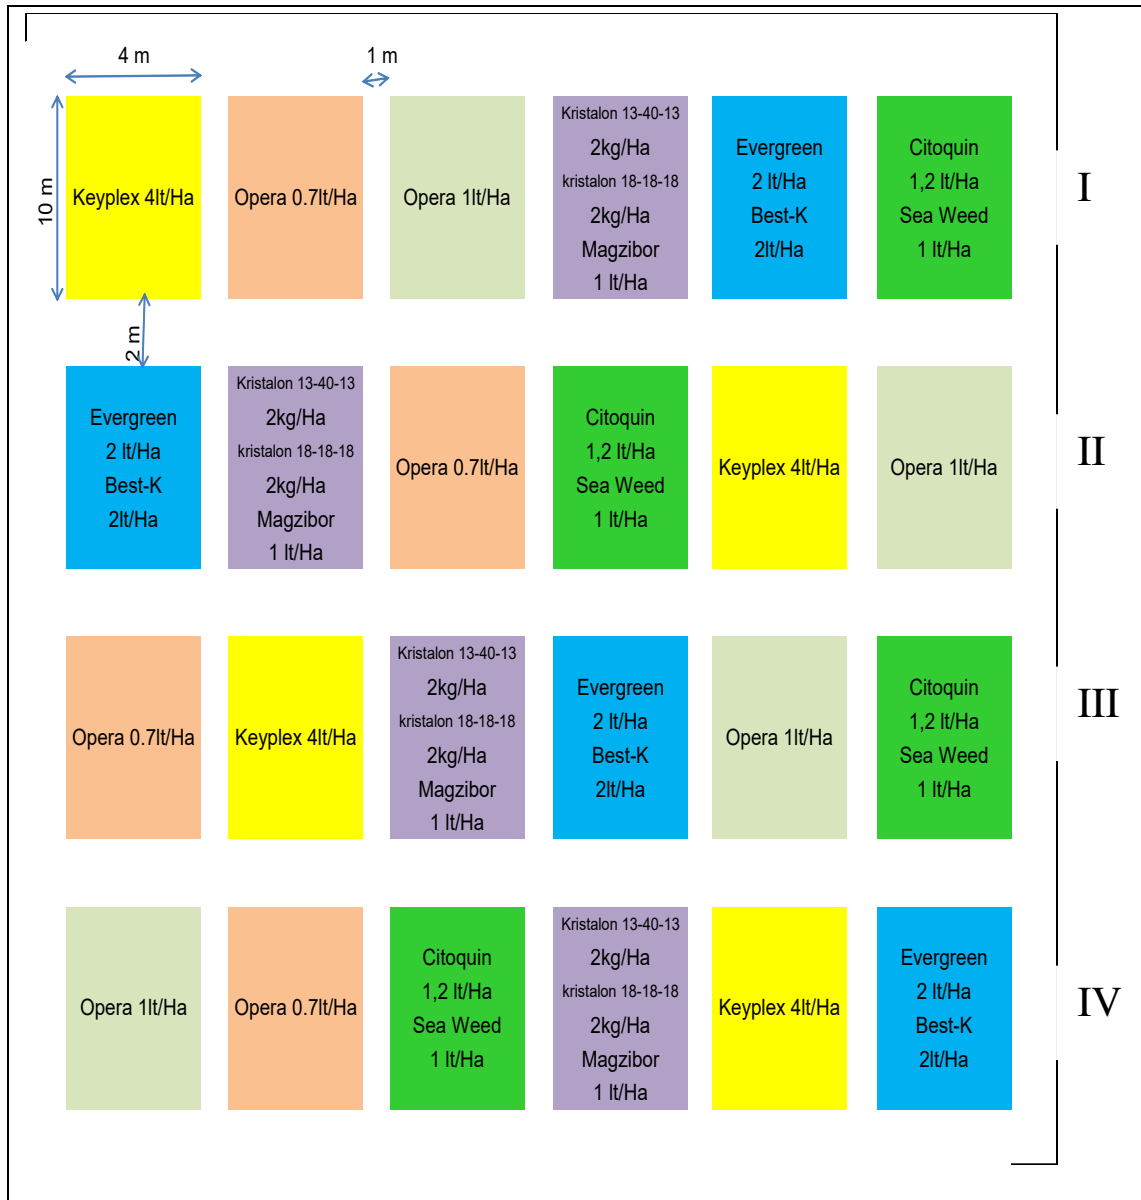 4 m
1 m
10 m
Keyplex 4lt/Ha
Opera 0.7lt/Ha
Opera 1lt/Ha
Kristalon 13-40-13
2kg/Ha
kristalon 18-18-18
2kg/Ha
Magzibor
1 lt/Ha
Evergreen
2 lt/Ha
Best-K
2lt/Ha
Citoquin
1,2 lt/Ha
Sea Weed
1 lt/Ha
I
2 m
Evergreen
2 lt/Ha
Best-K
2lt/Ha
Kristalon 13-40-13
2kg/Ha
kristalon 18-18-18
2kg/Ha
Magzibor
1 lt/Ha
Opera 0.7lt/Ha
Citoquin
1,2 lt/Ha
Sea Weed
1 lt/Ha
Keyplex 4lt/Ha
Opera 1lt/Ha
II
Opera 0.7lt/Ha
Keyplex 4lt/Ha
Kristalon 13-40-13
2kg/Ha
kristalon 18-18-18
2kg/Ha
Magzibor
1 lt/Ha
Evergreen
2 lt/Ha
Best-K
2lt/Ha
Opera 1lt/Ha
Citoquin
1,2 lt/Ha
Sea Weed
1 lt/Ha
III
Opera 1lt/Ha
Opera 0.7lt/Ha
Citoquin
1,2 lt/Ha
Sea Weed
1 lt/Ha
Kristalon 13-40-13
2kg/Ha
kristalon 18-18-18
2kg/Ha
Magzibor
1 lt/Ha
Keyplex 4lt/Ha
Evergreen
2 lt/Ha
Best-K
2lt/Ha
IV